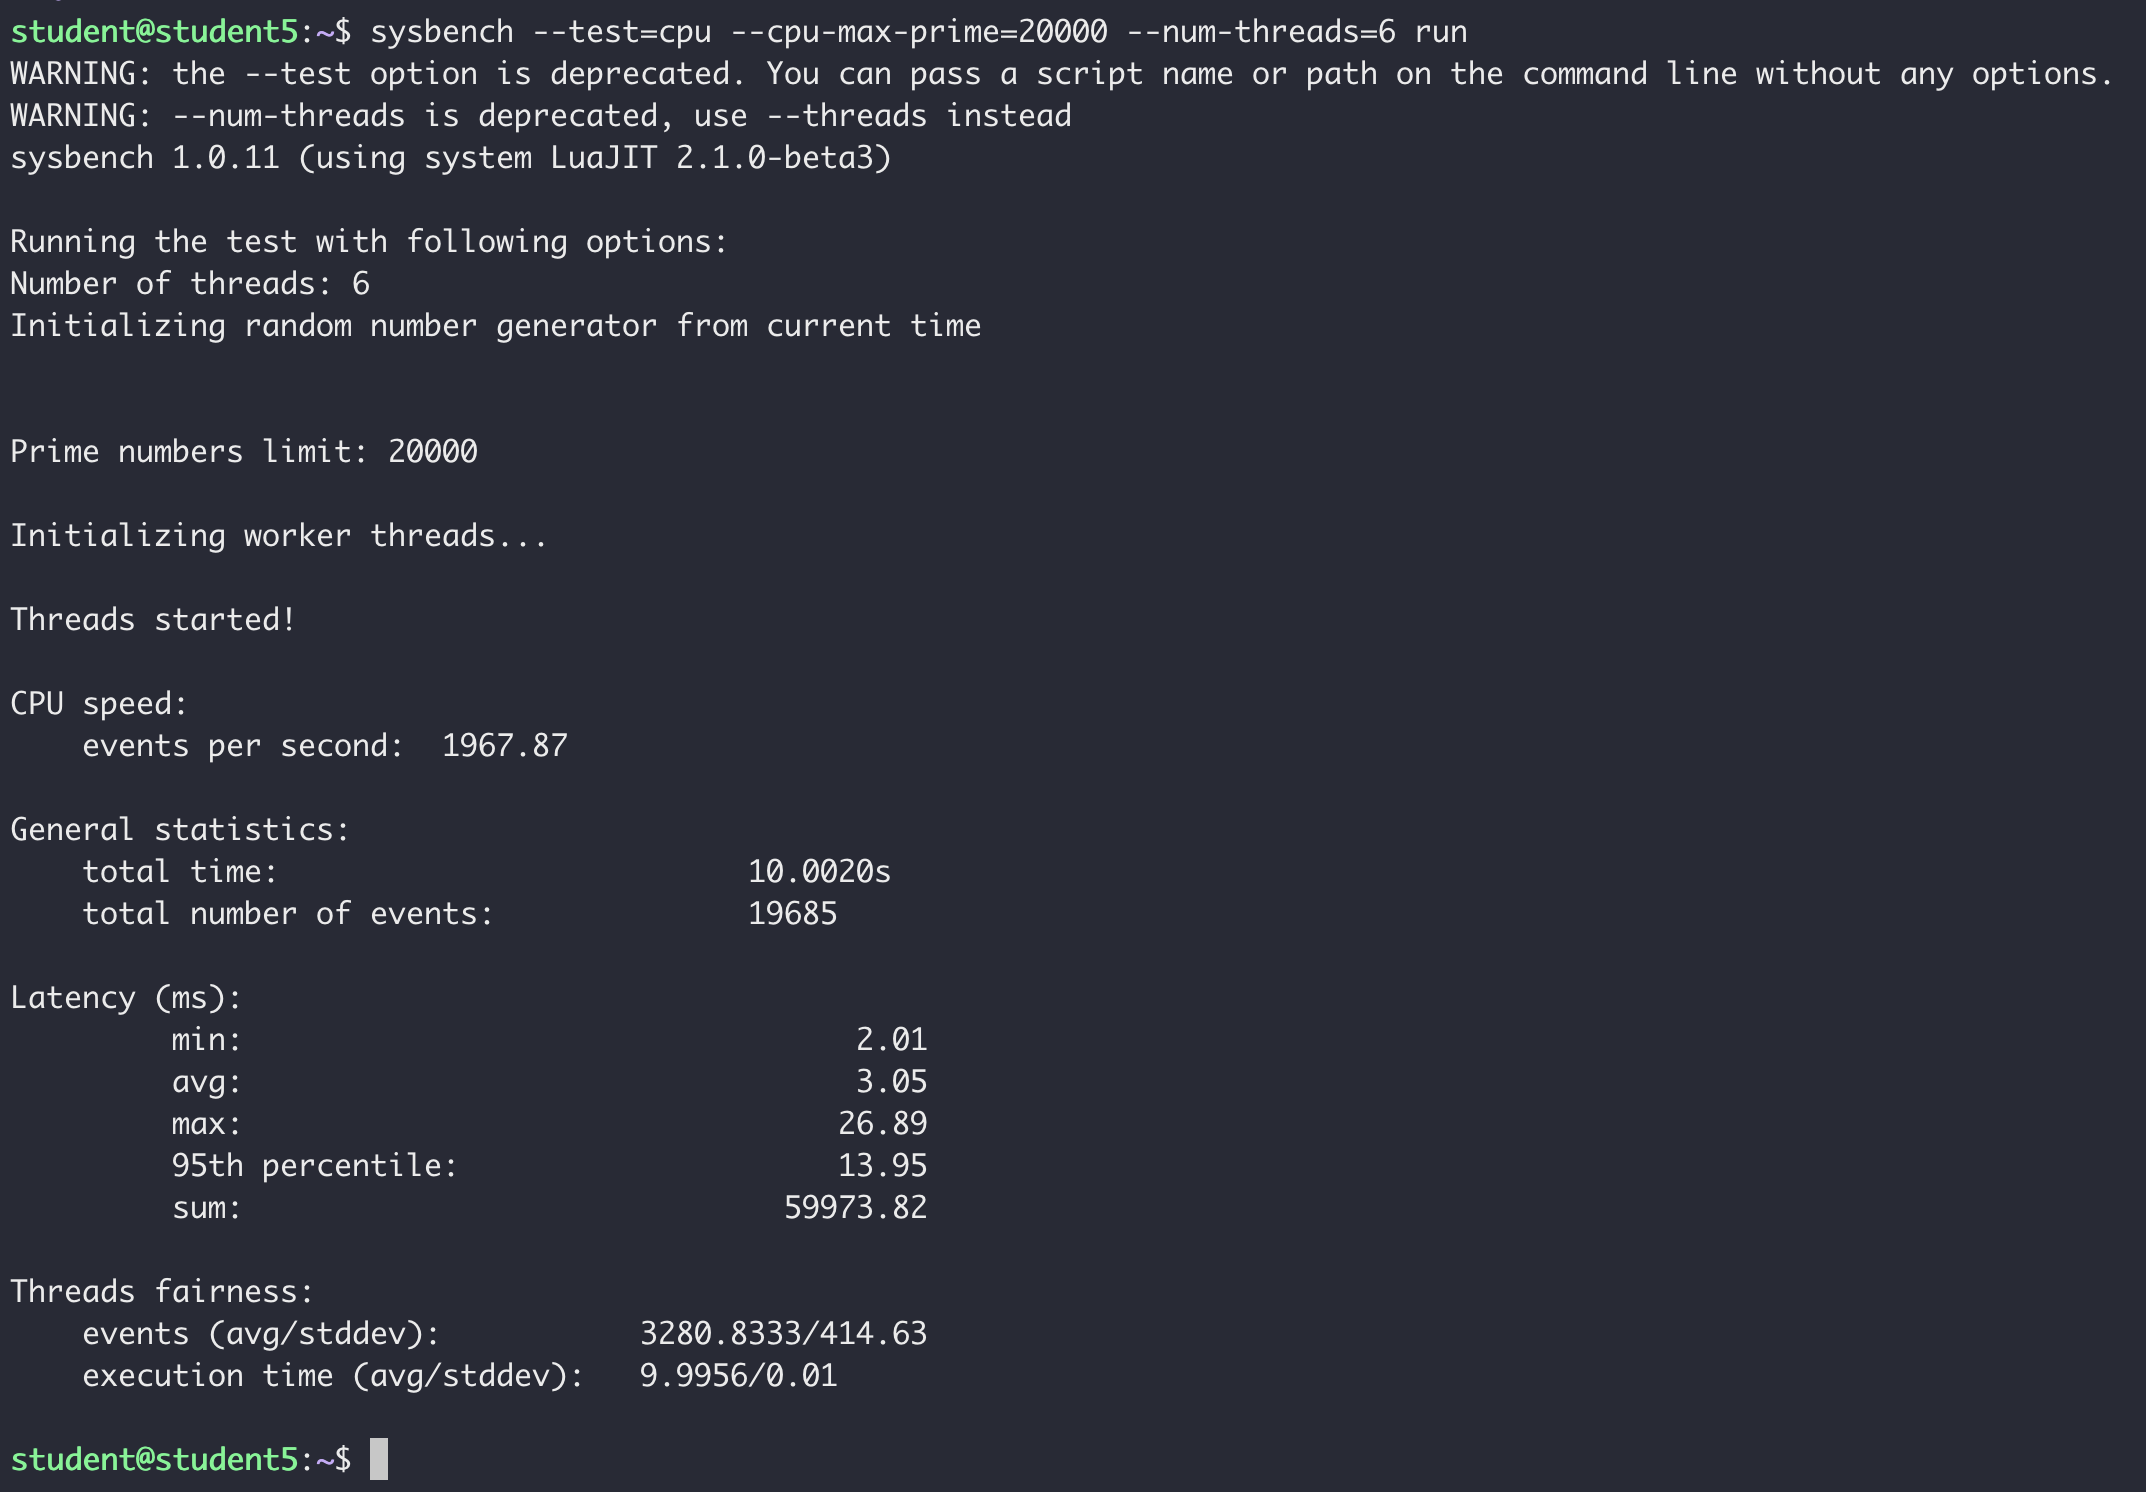 student@student5:~$ sysbench --test=cpu --cpu-max-prime=20000 --num-threads=6 run
WARNING: the --test option is deprecated. You can pass a script name or path on the command line without any options.
WARNING: --num-threads is deprecated, use --threads instead
sysbench 1.0.11 (using system LuaJIT 2.1.0-beta3)
Running the test with following options:
Number of threads: 6
Initializing random number generator from current time
Prime numbers limit: 20000
Initializing worker threads...
Threads started!
CPU speed:
    events per second:  1967.87
General statistics:
    total time:                          10.0020s
    total number of events:              19685
Latency (ms):
         min:                                  2.01
         avg:                                  3.05
         max:                                 26.89
         95th percentile:                     13.95
         sum:                              59973.82
Threads fairness:
    events (avg/stddev):           3280.8333/414.63
    execution time (avg/stddev):   9.9956/0.01
student@student5:~$